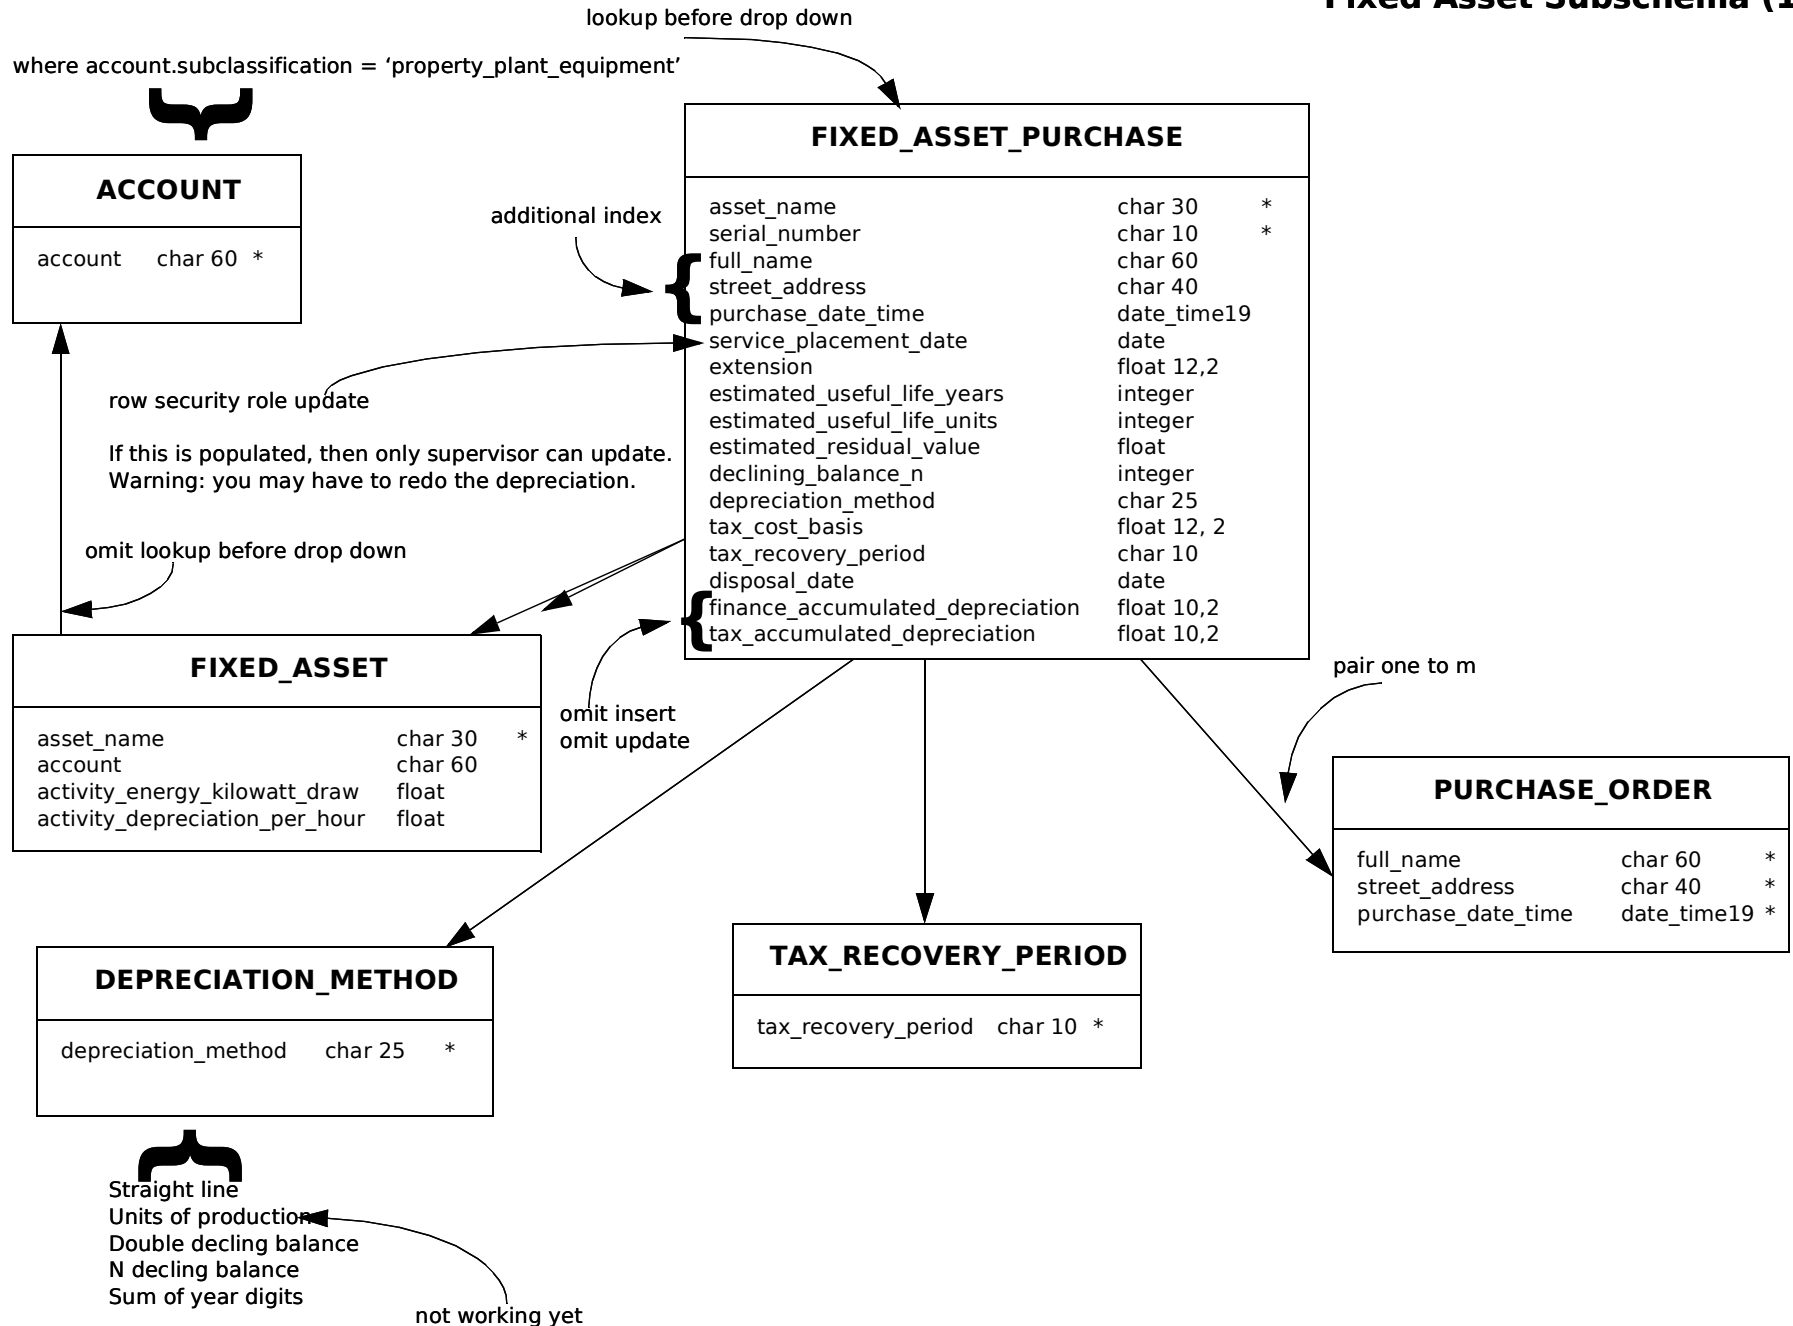 Fixed Asset Subschema (1
lookup before drop down
where account.subclassification = ‘property_plant_equipment’
FIXED_ASSET_PURCHASE
asset_name char 30 *
serial_number char 10 *
full_name char 60
street_address char 40
purchase_date_time date_time19
service_placement_date date
extension float 12,2
estimated_useful_life_years integer
estimated_useful_life_units integer
estimated_residual_value float
declining_balance_n integer
depreciation_method char 25
tax_cost_basis float 12, 2
tax_recovery_period char 10
disposal_date date
finance_accumulated_depreciation float 10,2
tax_accumulated_depreciation float 10,2
ACCOUNT
account char 60 *
additional index
row security role update
If this is populated, then only supervisor can update.
Warning: you may have to redo the depreciation.
omit lookup before drop down
FIXED_ASSET
asset_name char 30 *
account char 60
activity_energy_kilowatt_draw float
activity_depreciation_per_hour float
omit insert
omit update
pair one to m
PURCHASE_ORDER
full_name char 60 *
street_address char 40 *
purchase_date_time date_time19 *
DEPRECIATION_METHOD
depreciation_method char 25 *
TAX_RECOVERY_PERIOD
tax_recovery_period char 10 *
Straight line
Units of production
Double decling balance
N decling balance
Sum of year digits
not working yet